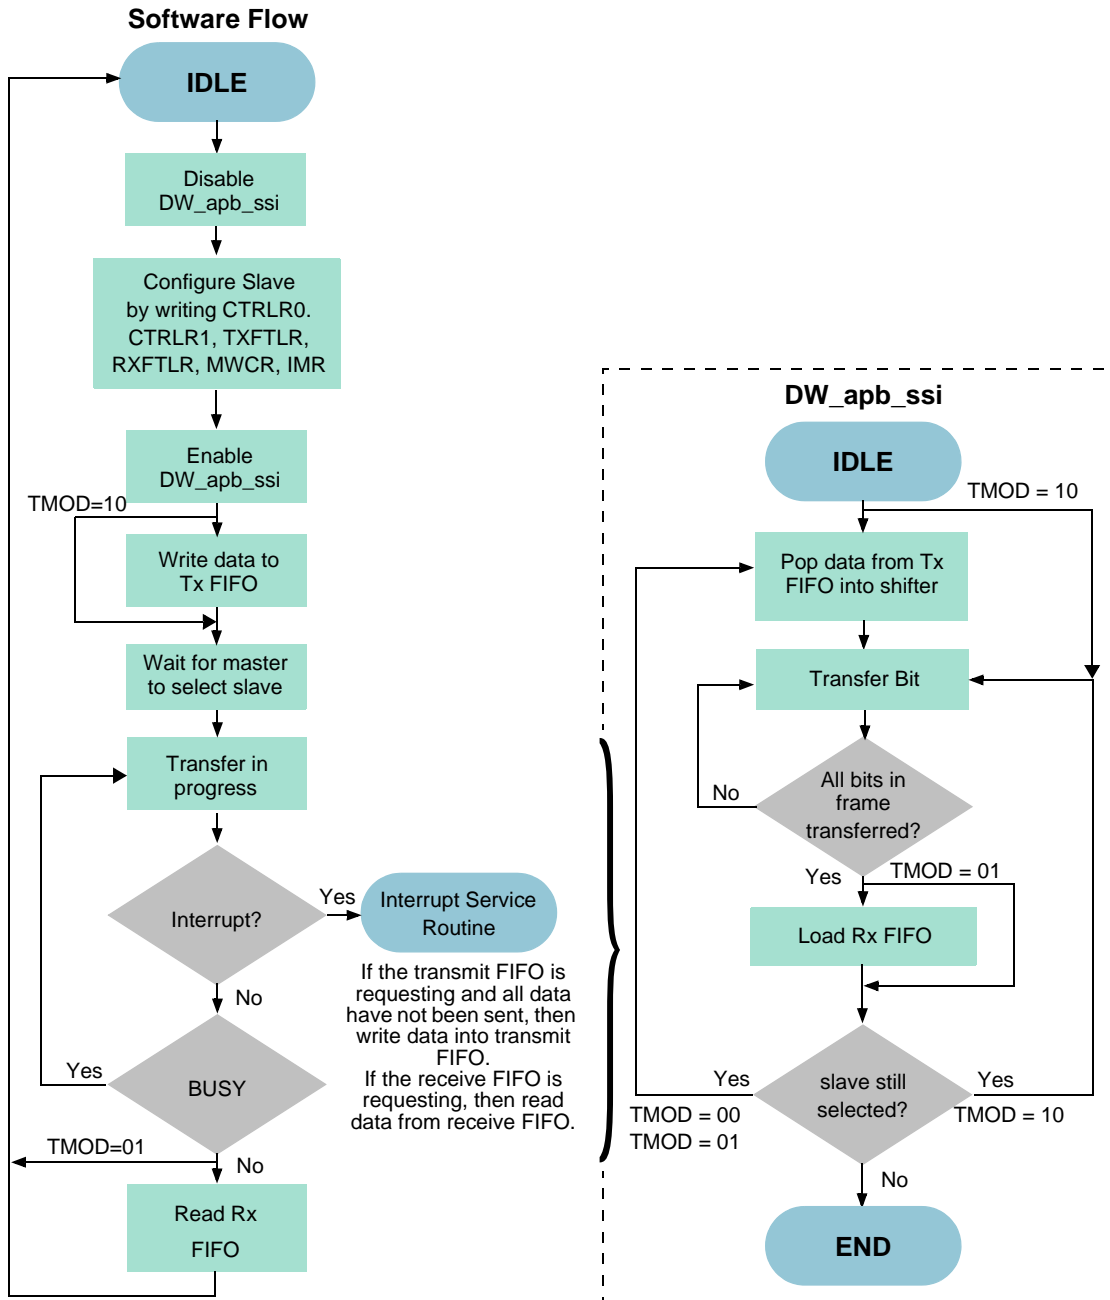 Software Flow
IDLE
Disable
DW_apb_ssi
Configure Slave
by writing CTRLR0.
CTRLR1, TXFTLR,
RXFTLR, MWCR, IMR
Enable
DW_apb_ssi
TMOD=10
Write data to
Tx FIFO
Wait for master
to select slave
Transfer in
progress
Interrupt?
Yes
Interrupt Service
Routine
If the transmit FIFO is
requesting and all data
have not been sent, then
write data into transmit
FIFO.
If the receive FIFO is
requesting, then read
data from receive FIFO.
No
BUSY
Yes
TMOD=01
No
Read Rx
FIFO
DW_apb_ssi
IDLE
TMOD = 10
Pop data from Tx
FIFO into shifter
Transfer Bit
All bits in
frame
transferred?
No
Yes
TMOD = 01
Load Rx FIFO
slave still
selected?
Yes
TMOD = 00
TMOD = 01
Yes
TMOD = 10
No
END